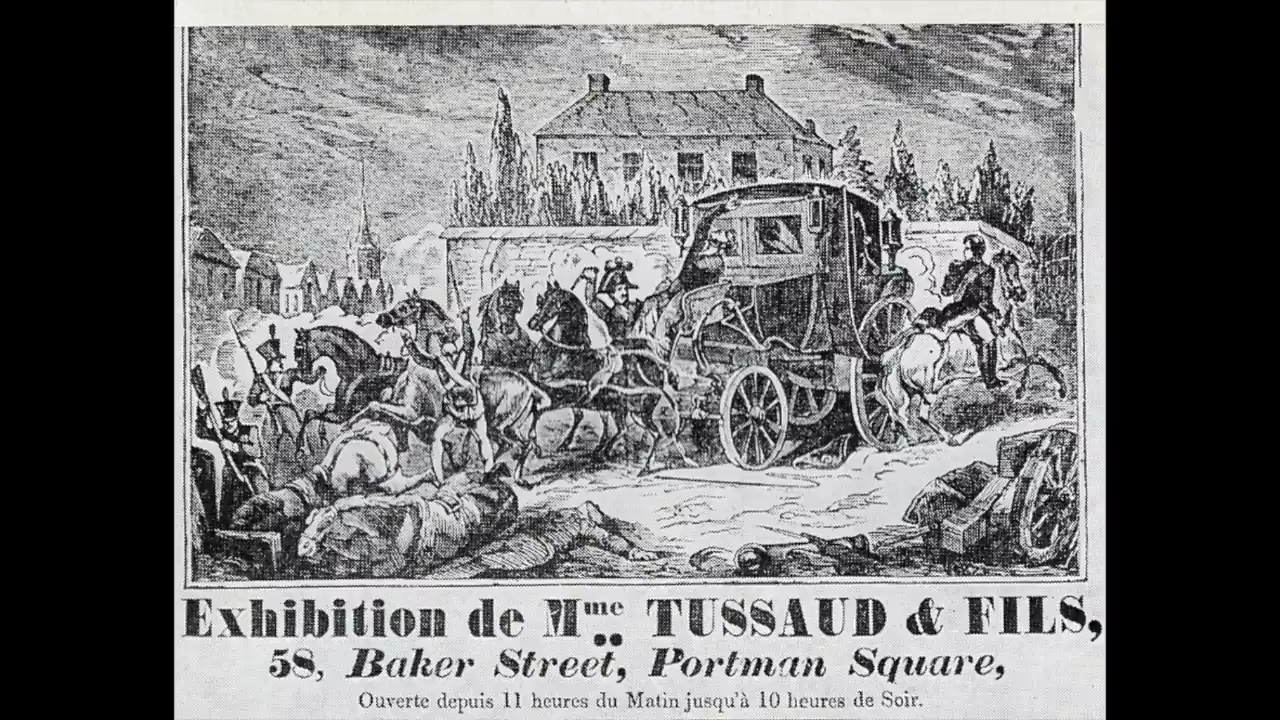 Exhibition de Mme TUSSAUD & FILS,
58, Baker Street, Portman Square,
Ouverte depuis 11 heures du Matin jusqu'à 10 heures de Soir.